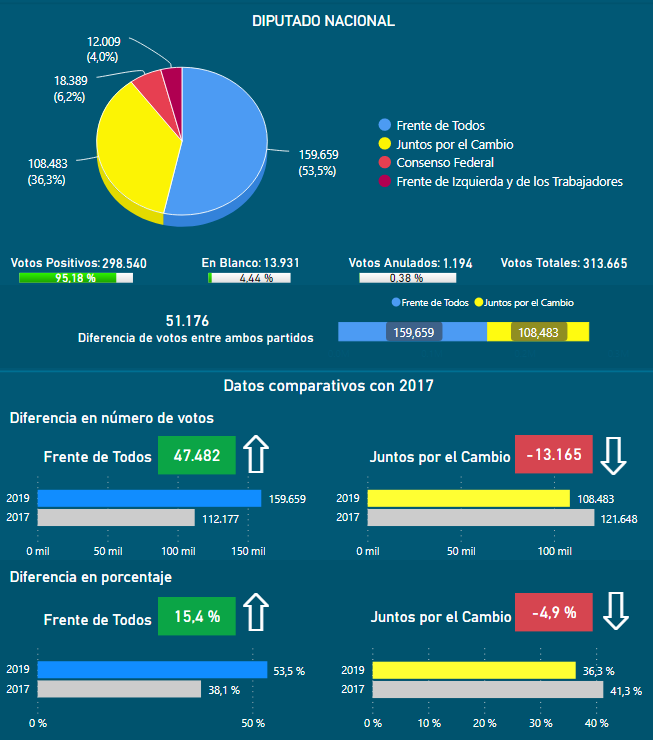 DIPUTADO NACIONAL
12.009
(4,0%)
18.389
(6,2%)
108.483
(36,3%)
159.659
(53,5%)
Frente de Todos
Juntos por el Cambio
Consenso Federal
Frente de Izquierda y de los Trabajadores
Votos Positivos: 298.540
95,18 %
En Blanco: 13.931
4,44 %
Votos Anulados: 1.194
0,38 %
Votos Totales: 313.665
51.176
Diferencia de votos entre ambos partidos
Frente de Todos Juntos por el Cambio
159,659 108,483
Datos comparativos con 2017
Diferencia en número de votos
Frente de Todos 47.482
2019 159.659
2017 112.177
0 mil 50 mil 100 mil 150 mil
Juntos por el Cambio -13.165
2019 108.483
2017 121.648
0 mil 50 mil 100 mil
Diferencia en porcentaje
Frente de Todos 15,4 %
2019 53,5 %
2017 38,1 %
0 % 50 %
Juntos por el Cambio -4,9 %
2019 36,3 %
2017 41,3 %
0 % 10 % 20 % 30 % 40 %